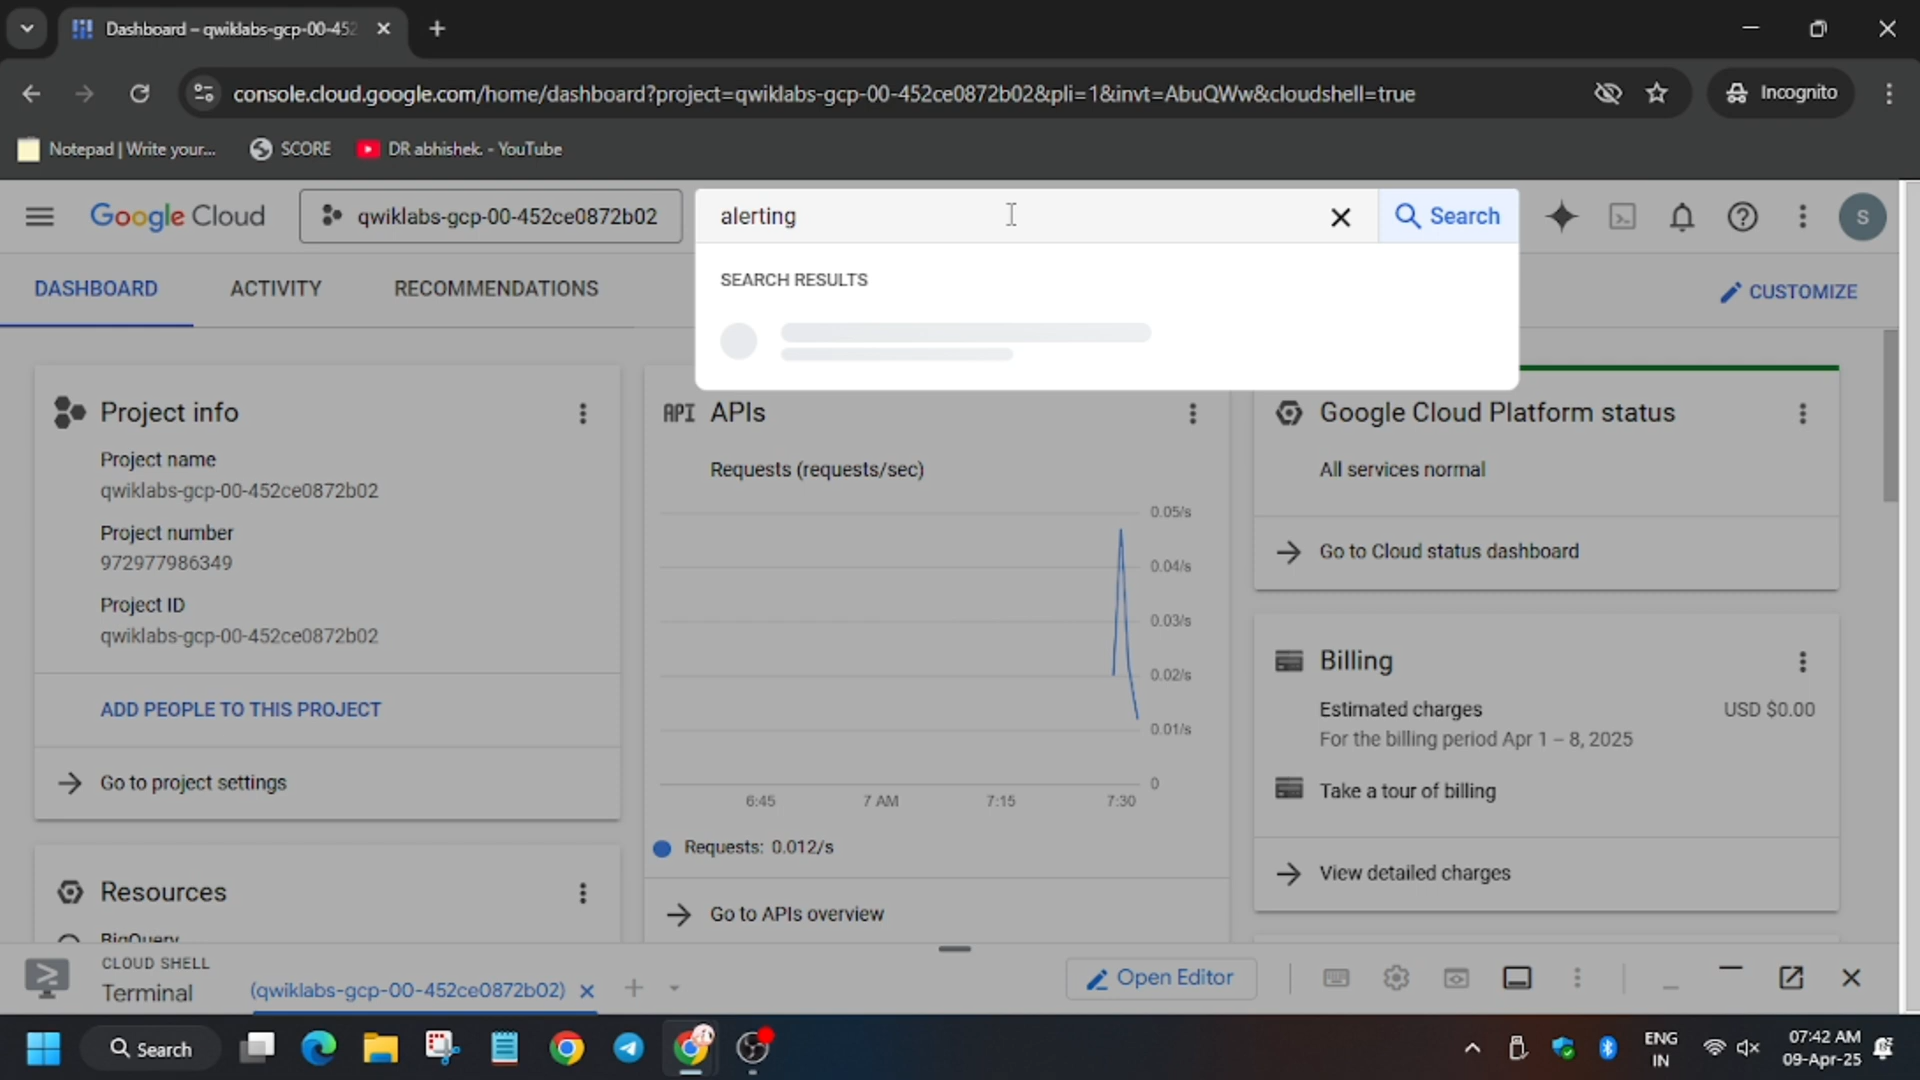 Dashboard – qwiklabs-gcp-00-452
console.cloud.google.com/home/dashboard?project=qwiklabs-gcp-00-452ce0872b02&pli=1&invt=AbuQWw&cloudshell=true
Incognito
Notepad | Write your...
SCORE
DR abhishek. - YouTube
Google Cloud
qwiklabs-gcp-00-452ce0872b02
alerting
Search
S
SEARCH RESULTS
DASHBOARD
ACTIVITY
RECOMMENDATIONS
CUSTOMIZE
Project info
Project name
qwiklabs-gcp-00-452ce0872b02
Project number
972977986349
Project ID
qwiklabs-gcp-00-452ce0872b02
ADD PEOPLE TO THIS PROJECT
Go to project settings
Resources
BigQuery
API APIs
Requests (requests/sec)
0.05/s
0.04/s
0.03/s
0.02/s
0.01/s
0
6:45
7 AM
7:15
7:30
Requests: 0.012/s
Go to APIs overview
Google Cloud Platform status
All services normal
Go to Cloud status dashboard
Billing
Estimated charges
USD $0.00
For the billing period Apr 1 – 8, 2025
Take a tour of billing
View detailed charges
CLOUD SHELL
Terminal
(qwiklabs-gcp-00-452ce0872b02)
Open Editor
Search
ENG
IN
07:42 AM
09-Apr-25